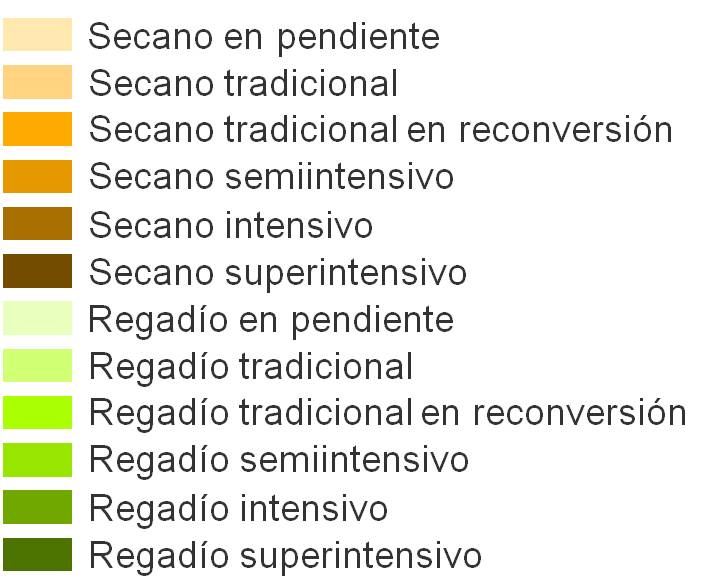 Secano en pendiente
Secano tradicional
Secano tradicional en reconversión
Secano semiintensivo
Secano intensivo
Secano superintensivo
Regadío en pendiente
Regadío tradicional
Regadío tradicional en reconversión
Regadío semiintensivo
Regadío intensivo
Regadío superintensivo